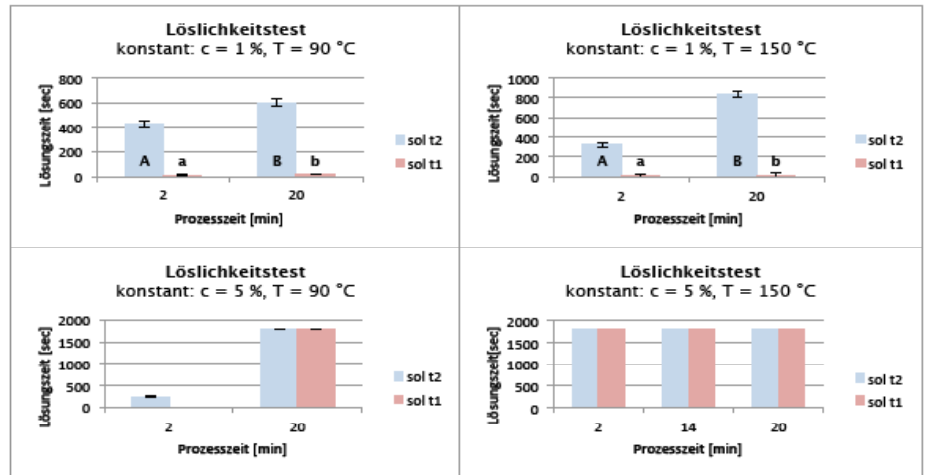 Löslichkeitstest
konstant: c = 1 %, T = 90 °C
Lösungszeit [sec]
800
600
400
200
0
A a B b
2 20
Prozesszeit [min]
sol t2
sol t1
Löslichkeitstest
konstant: c = 1 %, T = 150 °C
Lösungszeit[sec]
1000
800
600
400
200
0
A a B b
2 20
Prozesszeit [min]
sol t2
sol t1
Löslichkeitstest
konstant: c = 5 %, T = 90 °C
Lösungszeit [sec]
2000
1500
1000
500
0
2 20
Prozesszeit [min]
sol t2
sol t1
Löslichkeitstest
konstant: c = 5 %, T = 150 °C
Lösungszeit[sec]
2000
1500
1000
500
0
2 14 20
Prozesszeit [min]
sol t2
sol t1